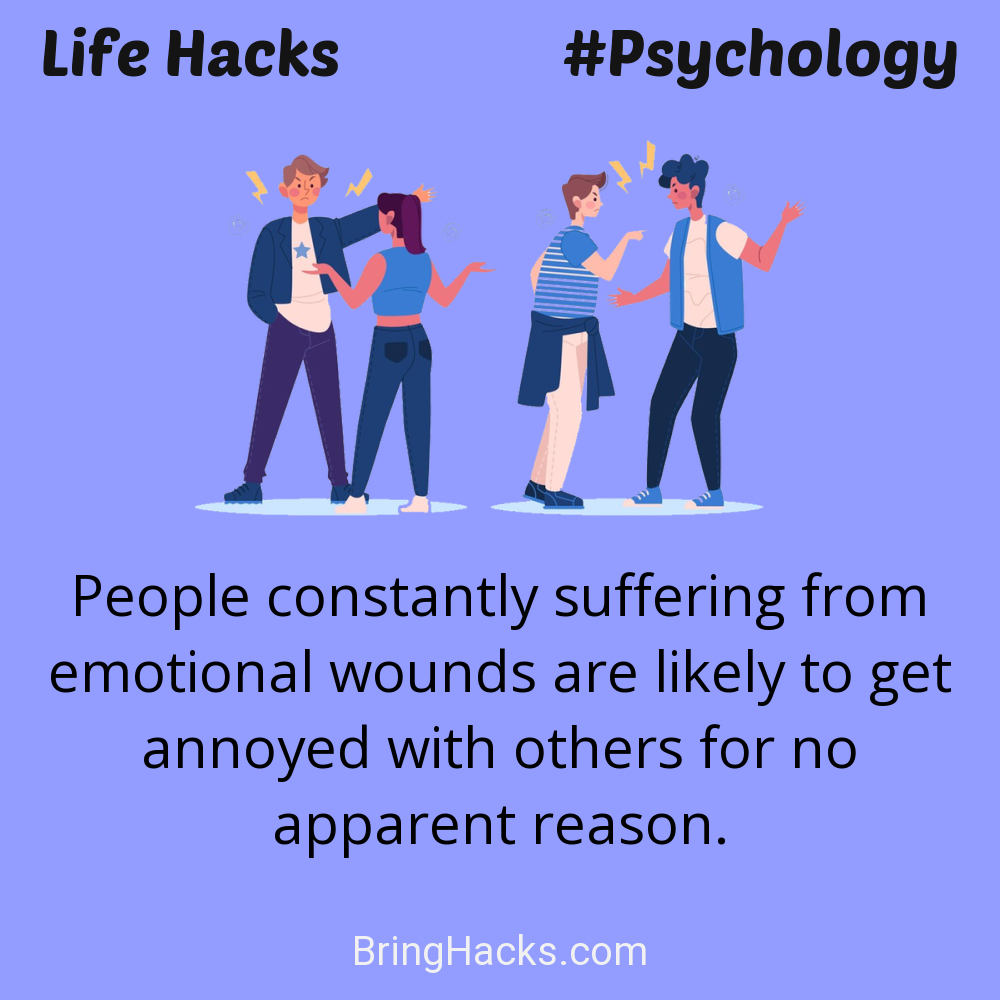 Life Hacks
#Psychology
People constantly suffering from
emotional wounds are likely to get
annoyed with others for no
apparent reason.
BringHacks.com